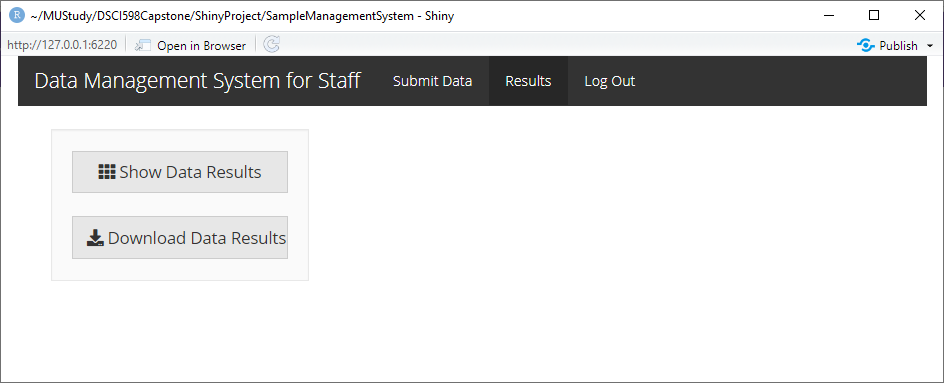 ~/MUStudy/DSCI598Capstone/ShinyProject/SampleManagementSystem - Shiny
http://127.0.0.1:6220 Open in Browser Publish
Data Management System for Staff Submit Data Results Log Out
Show Data Results
Download Data Results